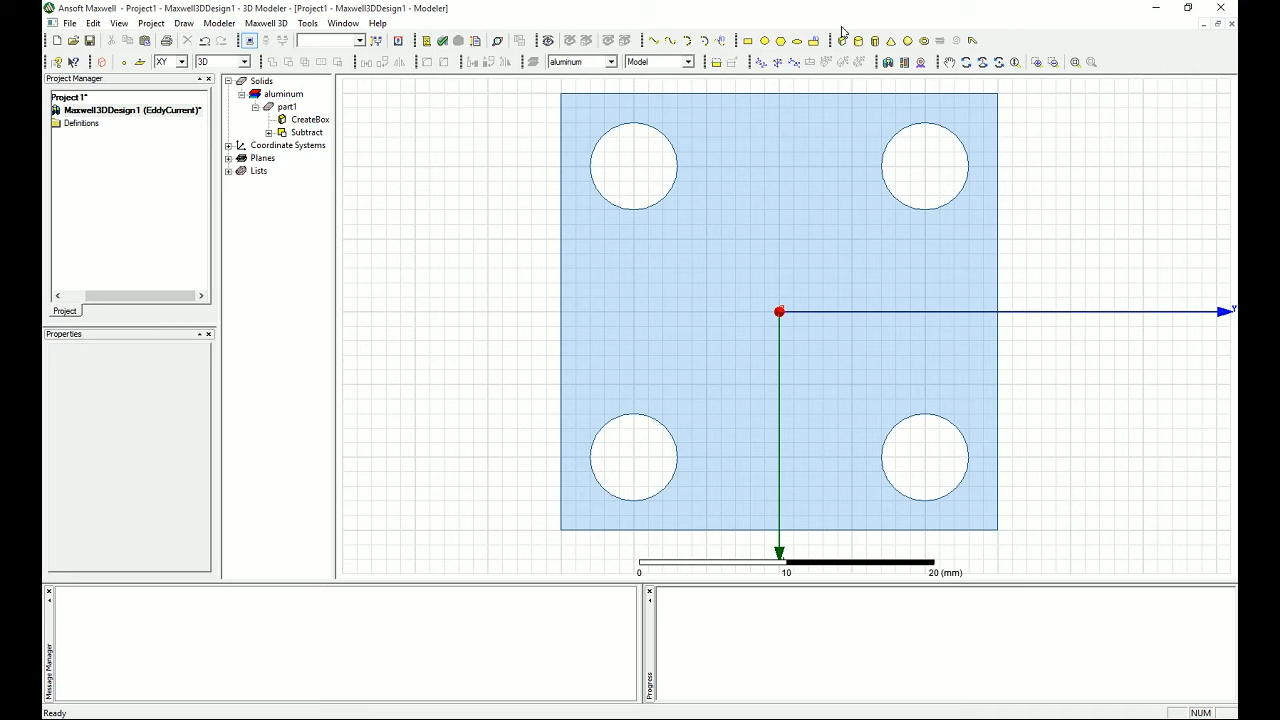 Ansoft Maxwell - Project1 - Maxwell3DDesign1 - 3D Modeler - [Project1 - Maxwell3DDesign1 - Modeler]
File Edit View Project Draw Modeler Maxwell 3D Tools Window Help
XY 3D aluminum Model
Project Manager
Project1*
Maxwell3DDesign1 (EddyCurrent)*
Definitions
Project
Properties
Solids
aluminum
part1
CreateBox
Subtract
Coordinate Systems
Planes
Lists
Y
0 10 20 (mm)
Message Manager
Progress
Ready NUM